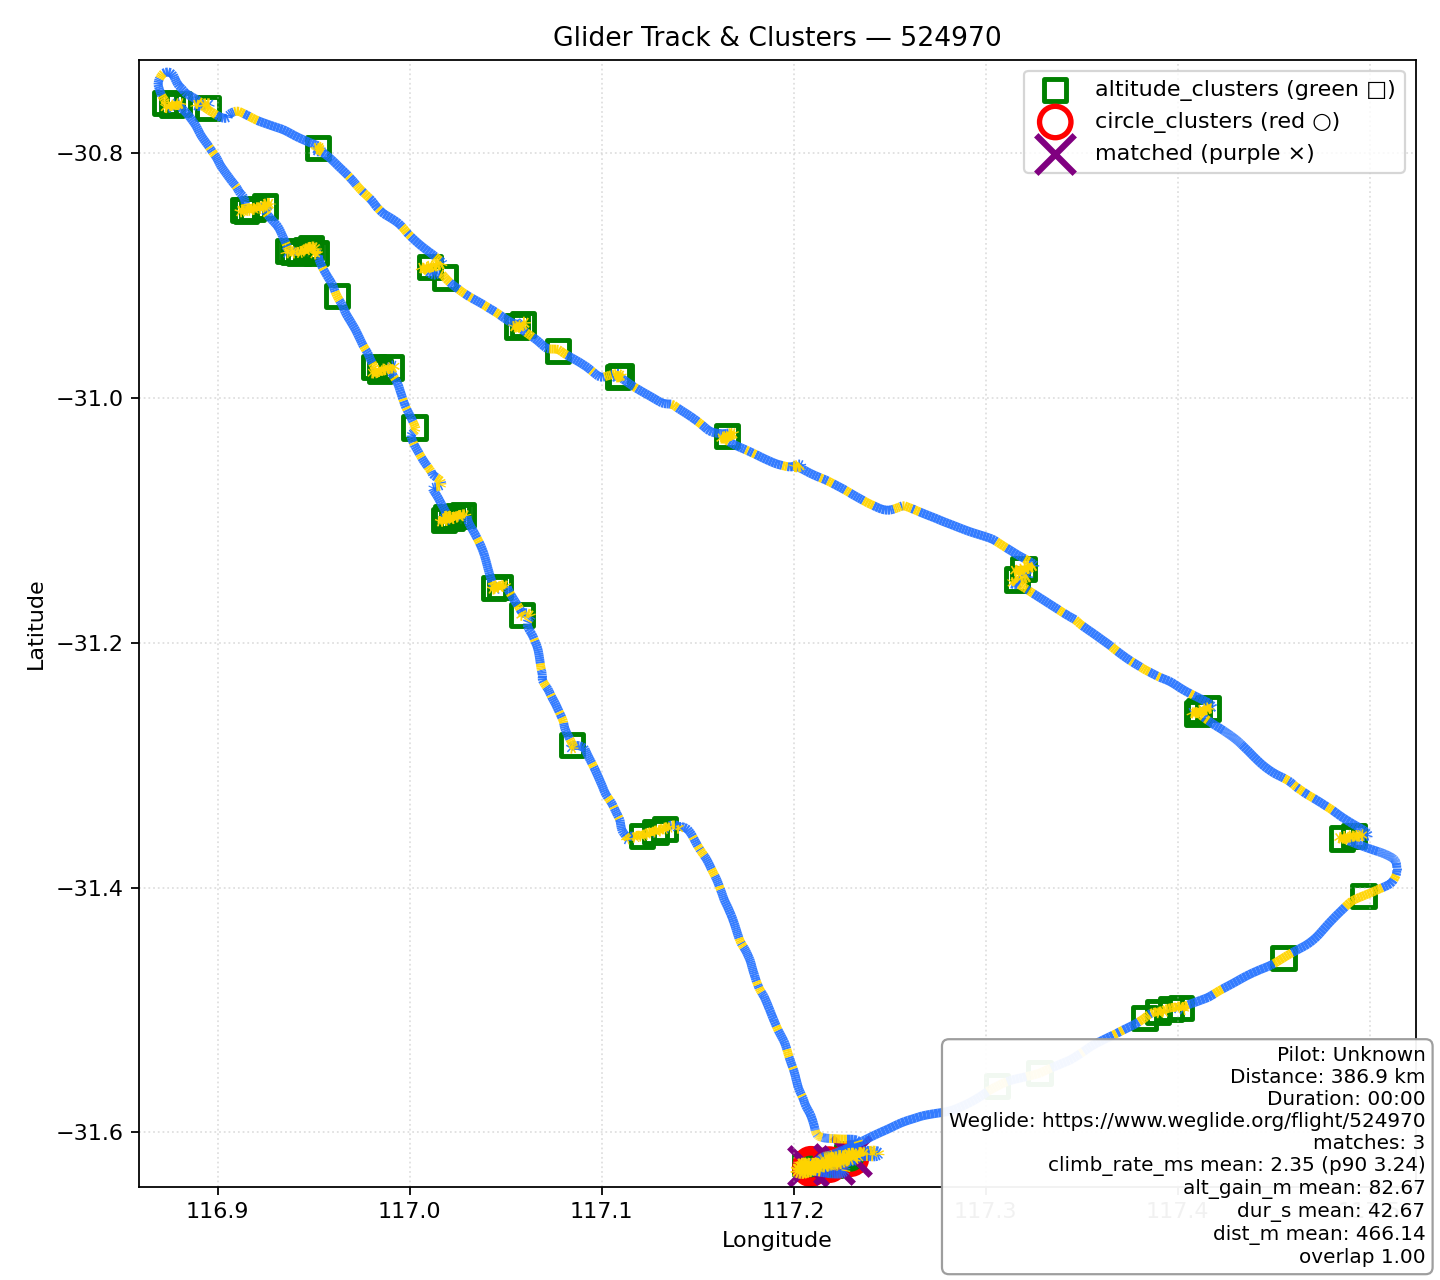 Glider Track & Clusters — 524970
altitude_clusters (green □)
circle_clusters (red ○)
matched (purple ×)
Latitude
−30.8
−31.0
−31.2
−31.4
−31.6
116.9
117.0
117.1
117.2
117.3
117.4
Longitude
Pilot: Unknown
Distance: 386.9 km
Duration: 00:00
Weglide: https://www.weglide.org/flight/524970
matches: 3
climb_rate_ms mean: 2.35 (p90 3.24)
alt_gain_m mean: 82.67
dur_s mean: 42.67
dist_m mean: 466.14
overlap 1.00